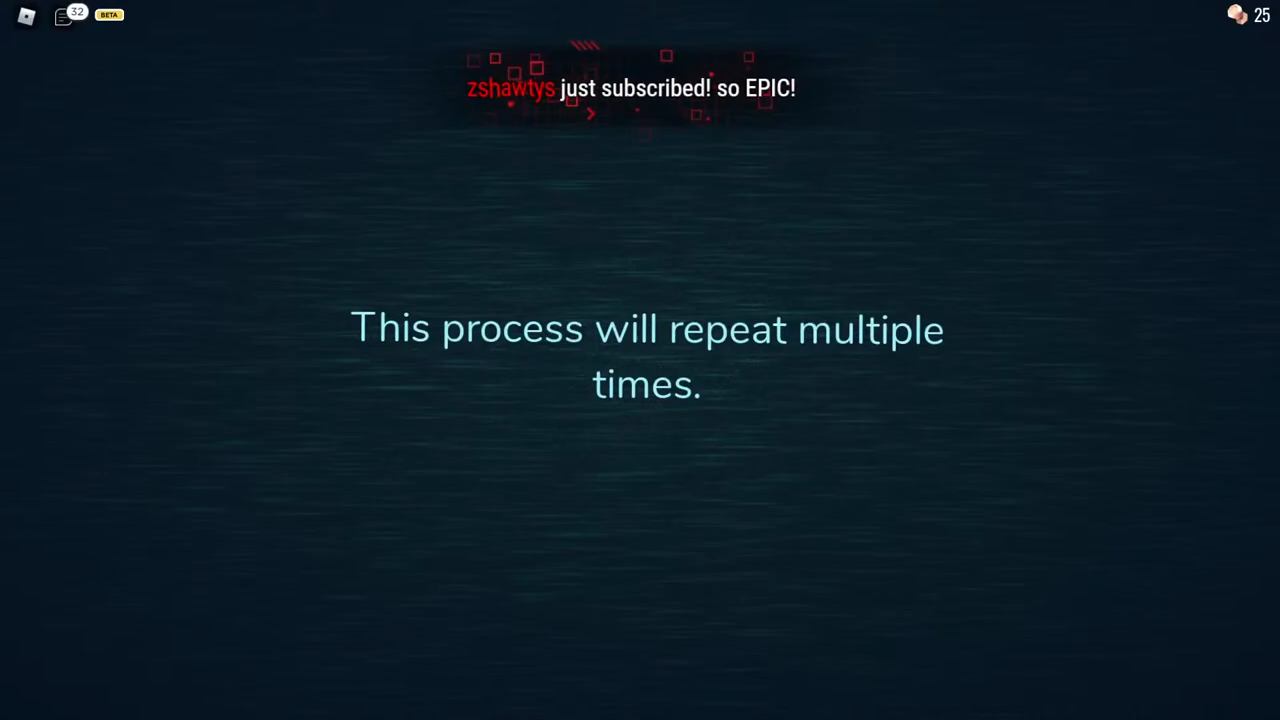 32
BETA
25
zshawtys just subscribed! so EPIC!
This process will repeat multiple
times.